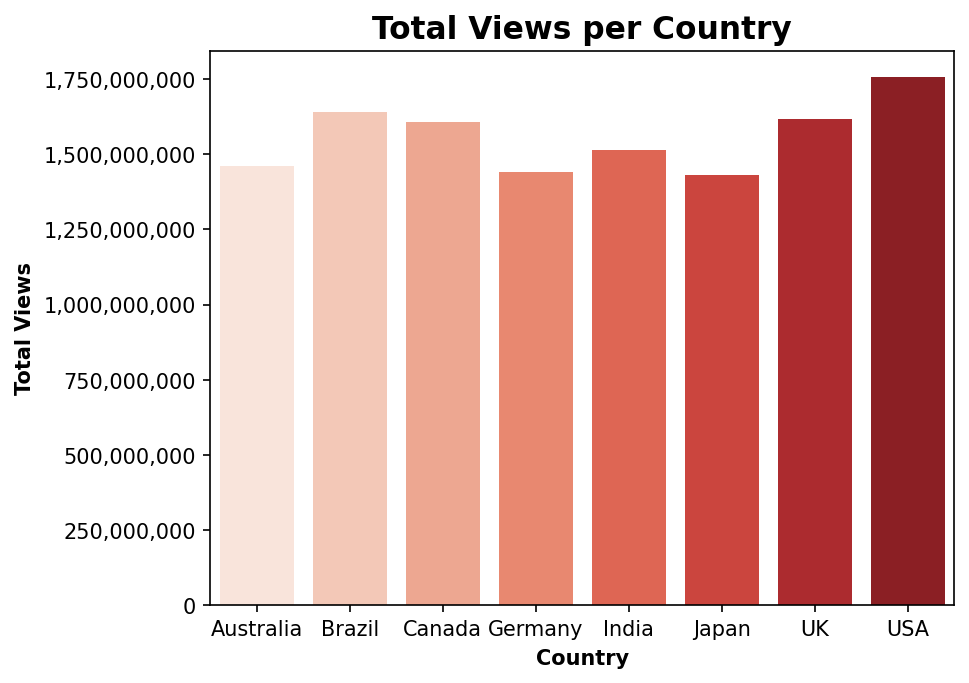 Total Views per Country
Total Views
1,750,000,000
1,500,000,000
1,250,000,000
1,000,000,000
750,000,000
500,000,000
250,000,000
0
Australia Brazil Canada Germany India Japan UK USA
Country